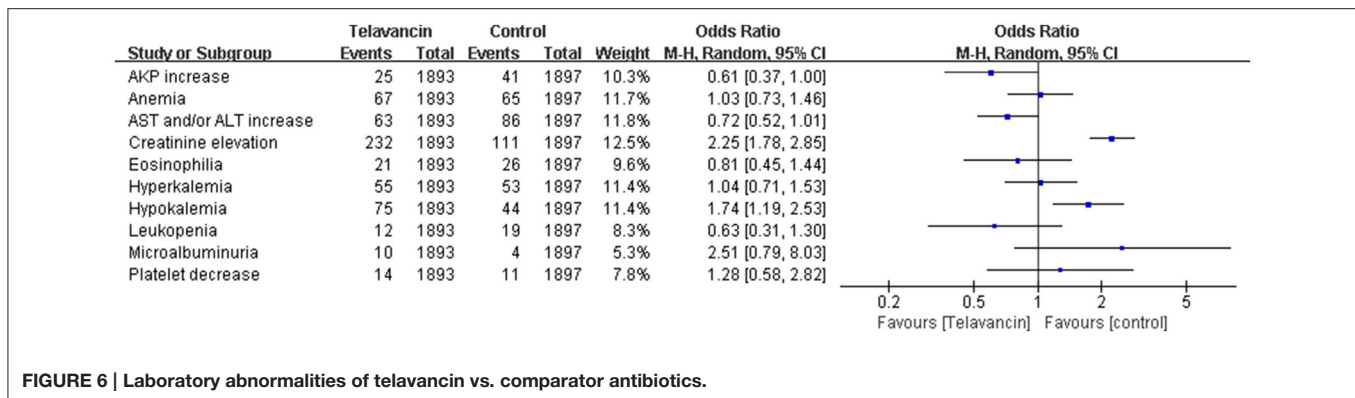 Telavancin Control Odds Ratio Odds Ratio
Study or Subgroup Events Total Events Total Weight M-H, Random, 95% CI M-H, Random, 95% CI
AKP increase 25 1893 41 1897 10.3% 0.61 [0.37, 1.00]
Anemia 67 1893 65 1897 11.7% 1.03 [0.73, 1.46]
AST and/or ALT increase 63 1893 86 1897 11.8% 0.72 [0.52, 1.01]
Creatinine elevation 232 1893 111 1897 12.5% 2.25 [1.78, 2.85]
Eosinophilia 21 1893 26 1897 9.6% 0.81 [0.45, 1.44]
Hyperkalemia 55 1893 53 1897 11.4% 1.04 [0.71, 1.53]
Hypokalemia 75 1893 44 1897 11.4% 1.74 [1.19, 2.53]
Leukopenia 12 1893 19 1897 8.3% 0.63 [0.31, 1.30]
Microalbuminuria 10 1893 4 1897 5.3% 2.51 [0.79, 8.03]
Platelet decrease 14 1893 11 1897 7.8% 1.28 [0.58, 2.82]
0.2 0.5 1 2 5
Favours [Telavancin] Favours [control]
FIGURE 6 | Laboratory abnormalities of telavancin vs. comparator antibiotics.